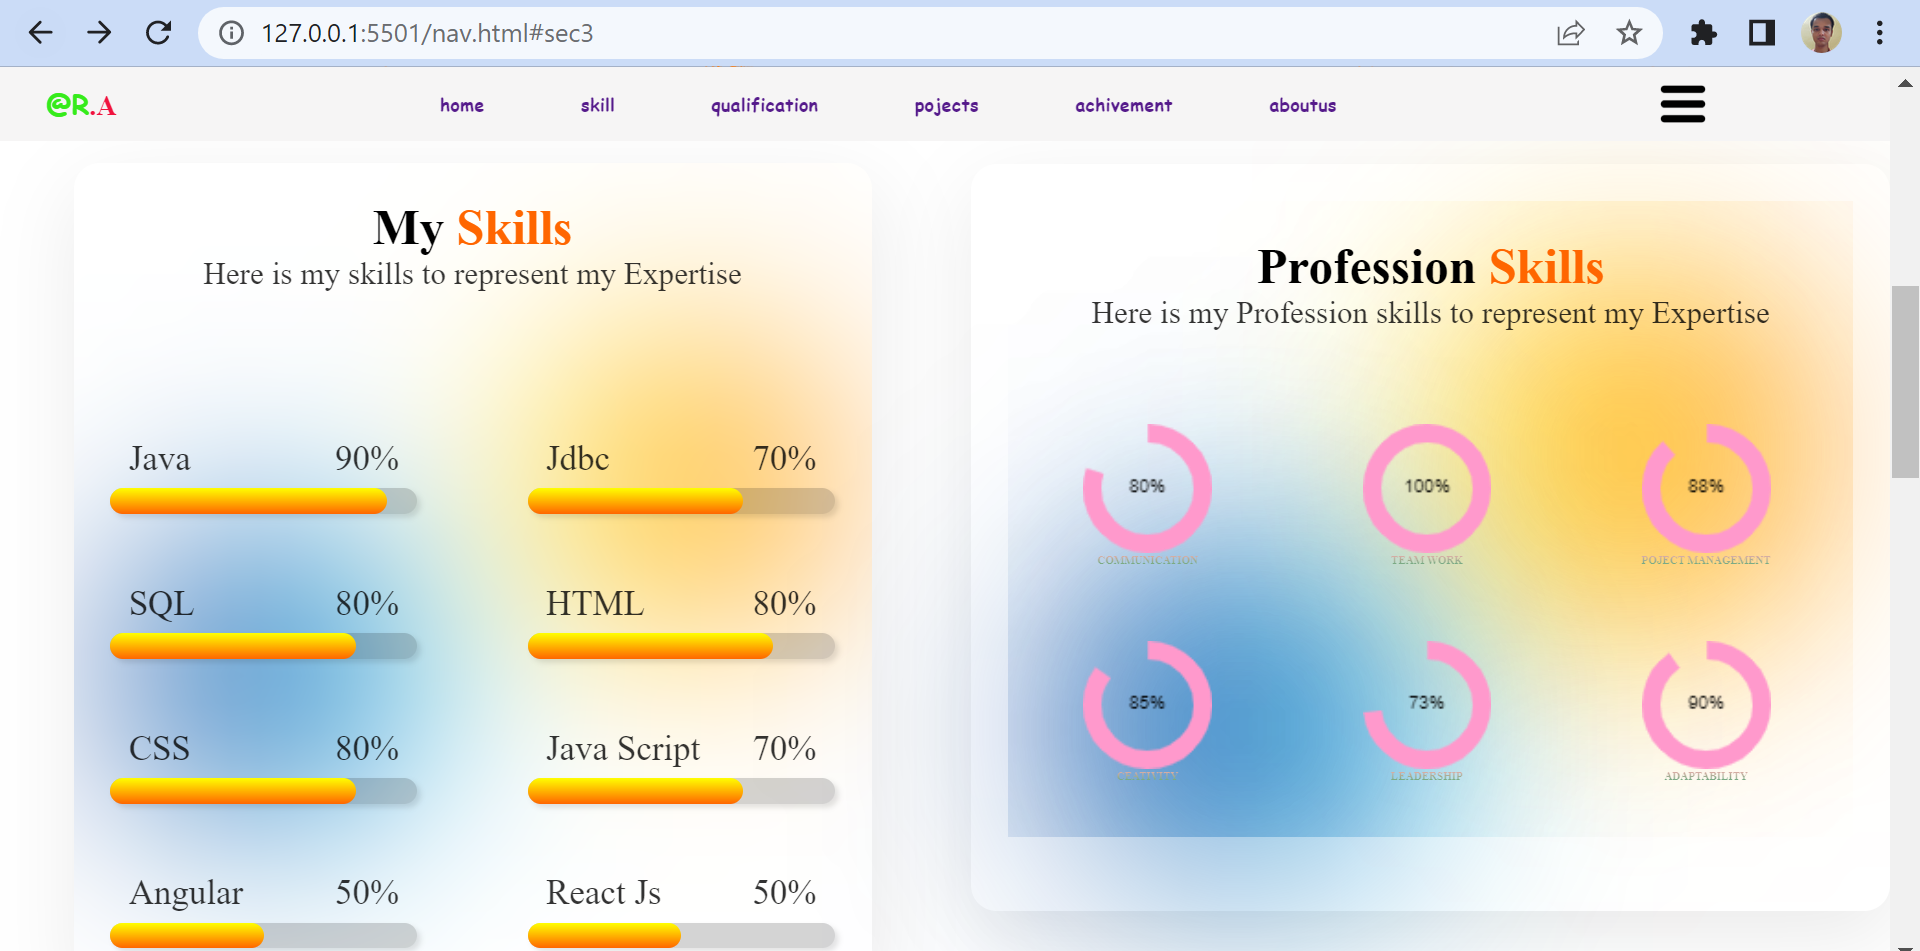 127.0.0.1:5501/nav.html#sec3
@R.A home skill qualification pojects achivement aboutus
My Skills
Here is my skills to represent my Expertise
Java 90% Jdbc 70%
SQL 80% HTML 80%
CSS 80% Java Script 70%
Angular 50% React Js 50%
Profession Skills
Here is my Profession skills to represent my Expertise
80% 100% 88%
COMMUNICATION TEAM WORK POJECT MANAGEMENT
85% 73% 90%
CEATIVITY LEADERSHIP ADAPTABILITY